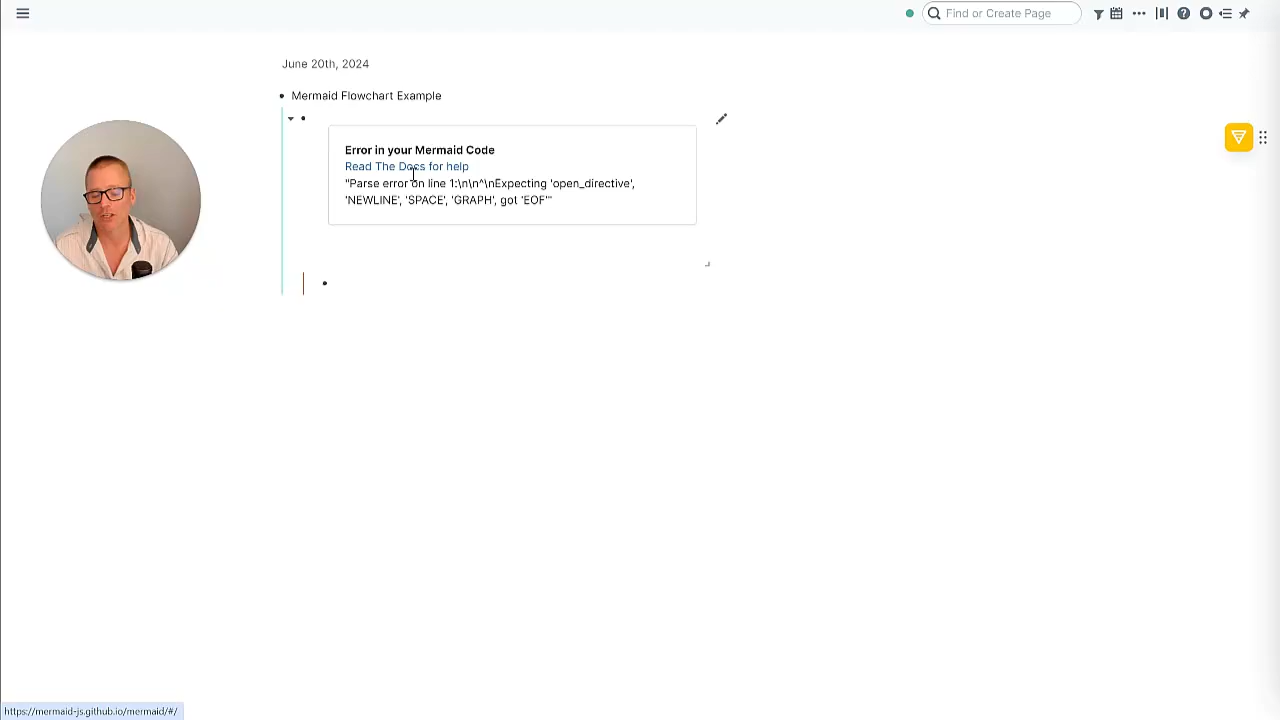 Find or Create Page
June 20th, 2024
Mermaid Flowchart Example
Error in your Mermaid Code
Read The Docs for help
"Parse error on line 1:\n\n^\nExpecting 'open_directive',
'NEWLINE', 'SPACE', 'GRAPH', got 'EOF'"
https://mermaid-js.github.io/mermaid/#/